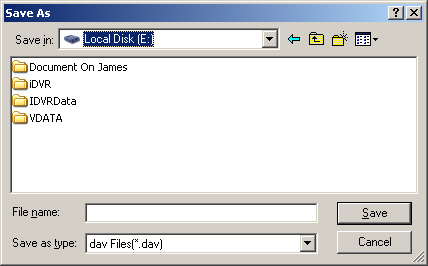 Save As
Save in: Local Disk (E:
Document On James
iDVR
IDVRData
VDATA
File name: Save
Save as type: dav Files(*.dav) Cancel